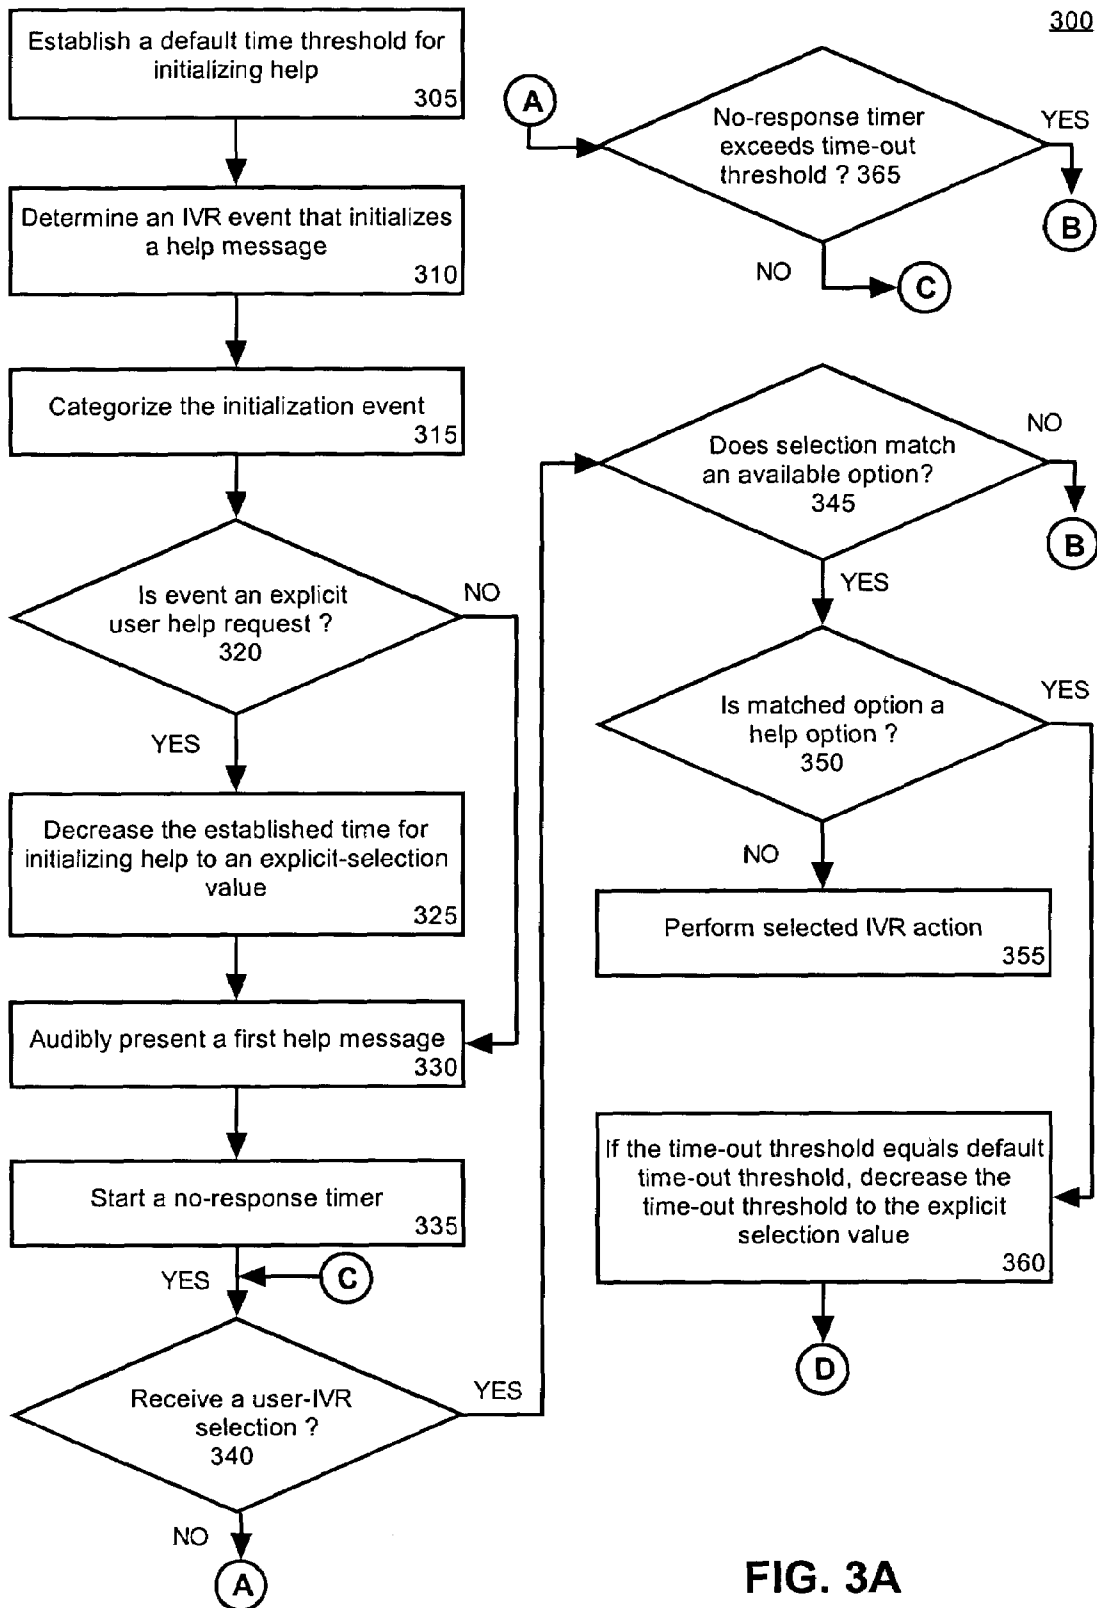 300
Establish a default time threshold for
initializing help
305
Determine an IVR event that initializes
a help message
310
Categorize the initialization event
315
Is event an explicit
user help request ?
320
NO
YES
Decrease the established time for
initializing help to an explicit-selection
value
325
Audibly present a first help message
330
Start a no-response timer
335
YES
C
Receive a user-IVR
selection ?
340
YES
NO
A
A
No-response timer
exceeds time-out
threshold ? 365
YES
B
NO
C
Does selection match
an available option?
345
NO
B
YES
Is matched option a
help option ?
350
YES
NO
Perform selected IVR action
355
If the time-out threshold equals default
time-out threshold, decrease the
time-out threshold to the explicit
selection value
360
D
FIG. 3A